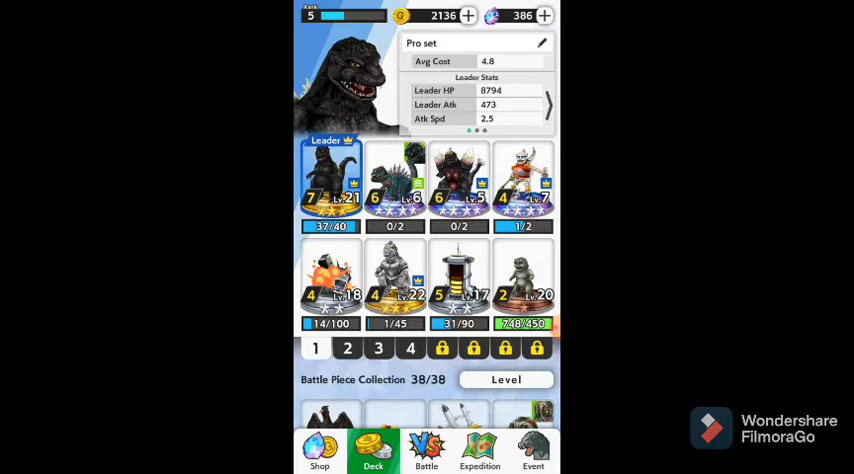 Rank
5
2136
386
Pro set
Avg Cost 4.8
Leader Stats
Leader HP 8794
Leader Atk 473
Atk Spd 2.5
Leader
7 Lv.21
6 Lv.6
6 Lv.5
4 Lv.7
37/40
0/2
0/2
1/2
4 Lv.18
4 Lv.22
5 Lv.17
2 Lv.20
14/100
1/45
31/90
748/450
1 2 3 4
Battle Piece Collection 38/38 Level
Shop Deck Battle Expedition Event
VS
Wondershare
FilmoraGo